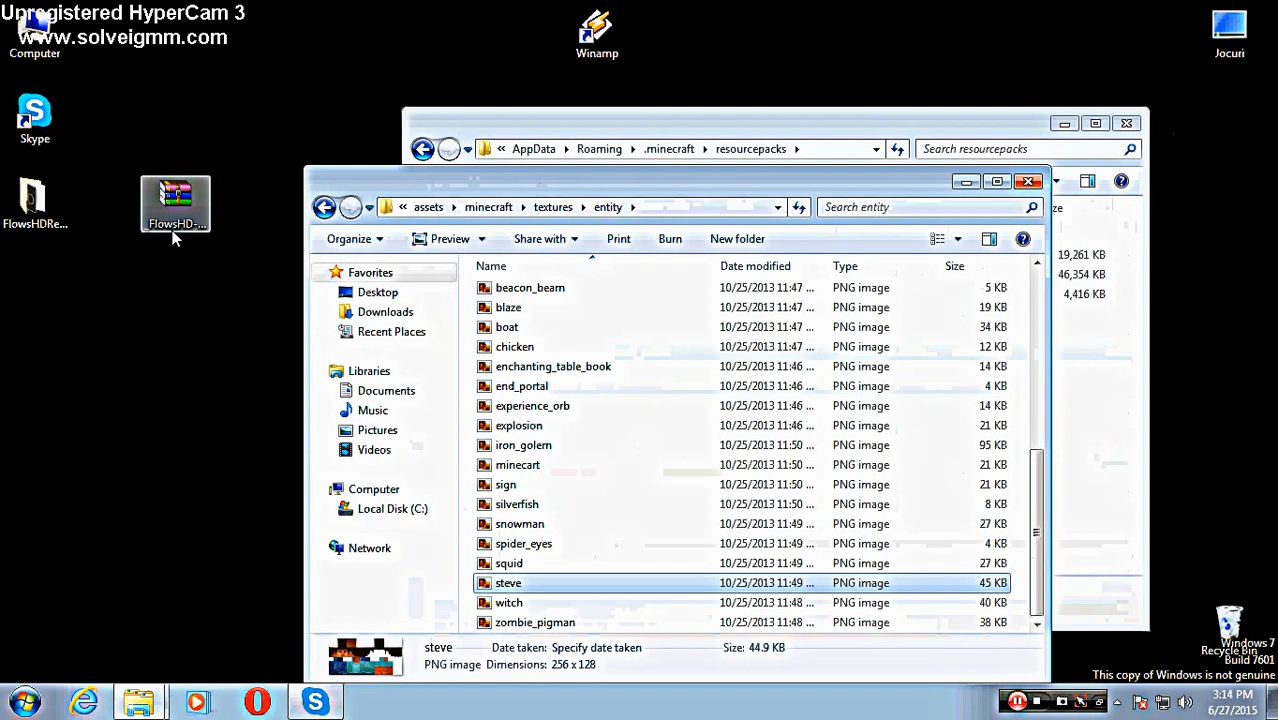 Unregistered HyperCam 3
www.solveigmm.com
Computer
Winamp
Jocuri
Skype
FlowsHDRe...
FlowsHD-...
« AppData Roaming .minecraft resourcepacks
Search resourcepacks
« assets minecraft textures entity
Search entity
Organize Preview Share with Print Burn New folder
Name Date modified Type Size
ze
19,261 KB
46,354 KB
4,416 KB
Favorites
Desktop
Downloads
Recent Places
Libraries
Documents
Music
Pictures
Videos
Computer
Local Disk (C:)
Network
beacon_beam 10/25/2013 11:47 ... PNG image 5 KB
blaze 10/25/2013 11:47 ... PNG image 19 KB
boat 10/25/2013 11:47 ... PNG image 34 KB
chicken 10/25/2013 11:47 ... PNG image 12 KB
enchanting_table_book 10/25/2013 11:46 ... PNG image 14 KB
end_portal 10/25/2013 11:46 ... PNG image 4 KB
experience_orb 10/25/2013 11:46 ... PNG image 14 KB
explosion 10/25/2013 11:46 ... PNG image 21 KB
iron_golem 10/25/2013 11:50 ... PNG image 95 KB
minecart 10/25/2013 11:50 ... PNG image 21 KB
sign 10/25/2013 11:50 ... PNG image 21 KB
silverfish 10/25/2013 11:50 ... PNG image 8 KB
snowman 10/25/2013 11:49 ... PNG image 27 KB
spider_eyes 10/25/2013 11:49 ... PNG image 4 KB
squid 10/25/2013 11:49 ... PNG image 27 KB
steve 10/25/2013 11:49 ... PNG image 45 KB
witch 10/25/2013 11:48 ... PNG image 40 KB
zombie_pigman 10/25/2013 11:48 ... PNG image 38 KB
steve Date taken: Specify date taken Size: 44.9 KB
PNG image Dimensions: 256 x 128
Recycle Bin
Windows 7
Build 7601
This copy of Windows is not genuine
3:14 PM
6/27/2015